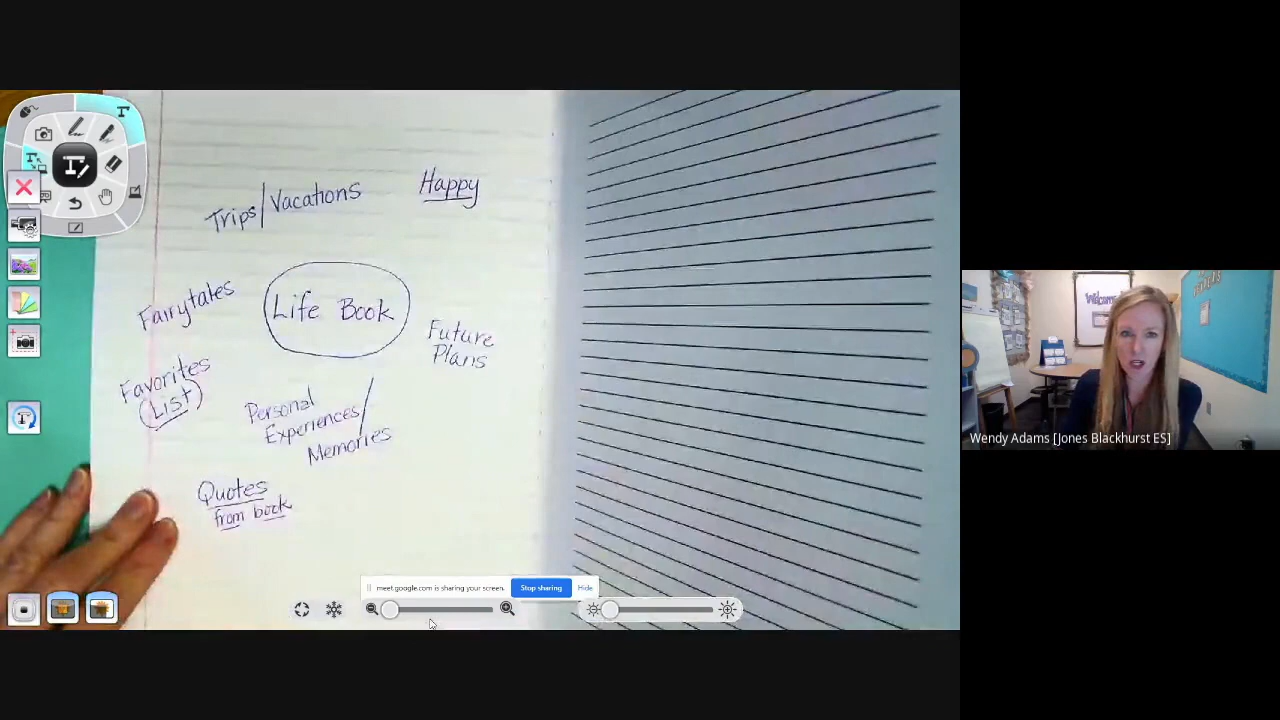 Trips/Vacations
Happy
Fairytales
Life Book
Future
Plans
Favorites
(List)
Personal
Experiences/
Memories
Quotes
from book
meet.google.com is sharing your screen.
Stop sharing
Hide
Welcome
Wendy Adams [Jones Blackhurst ES]